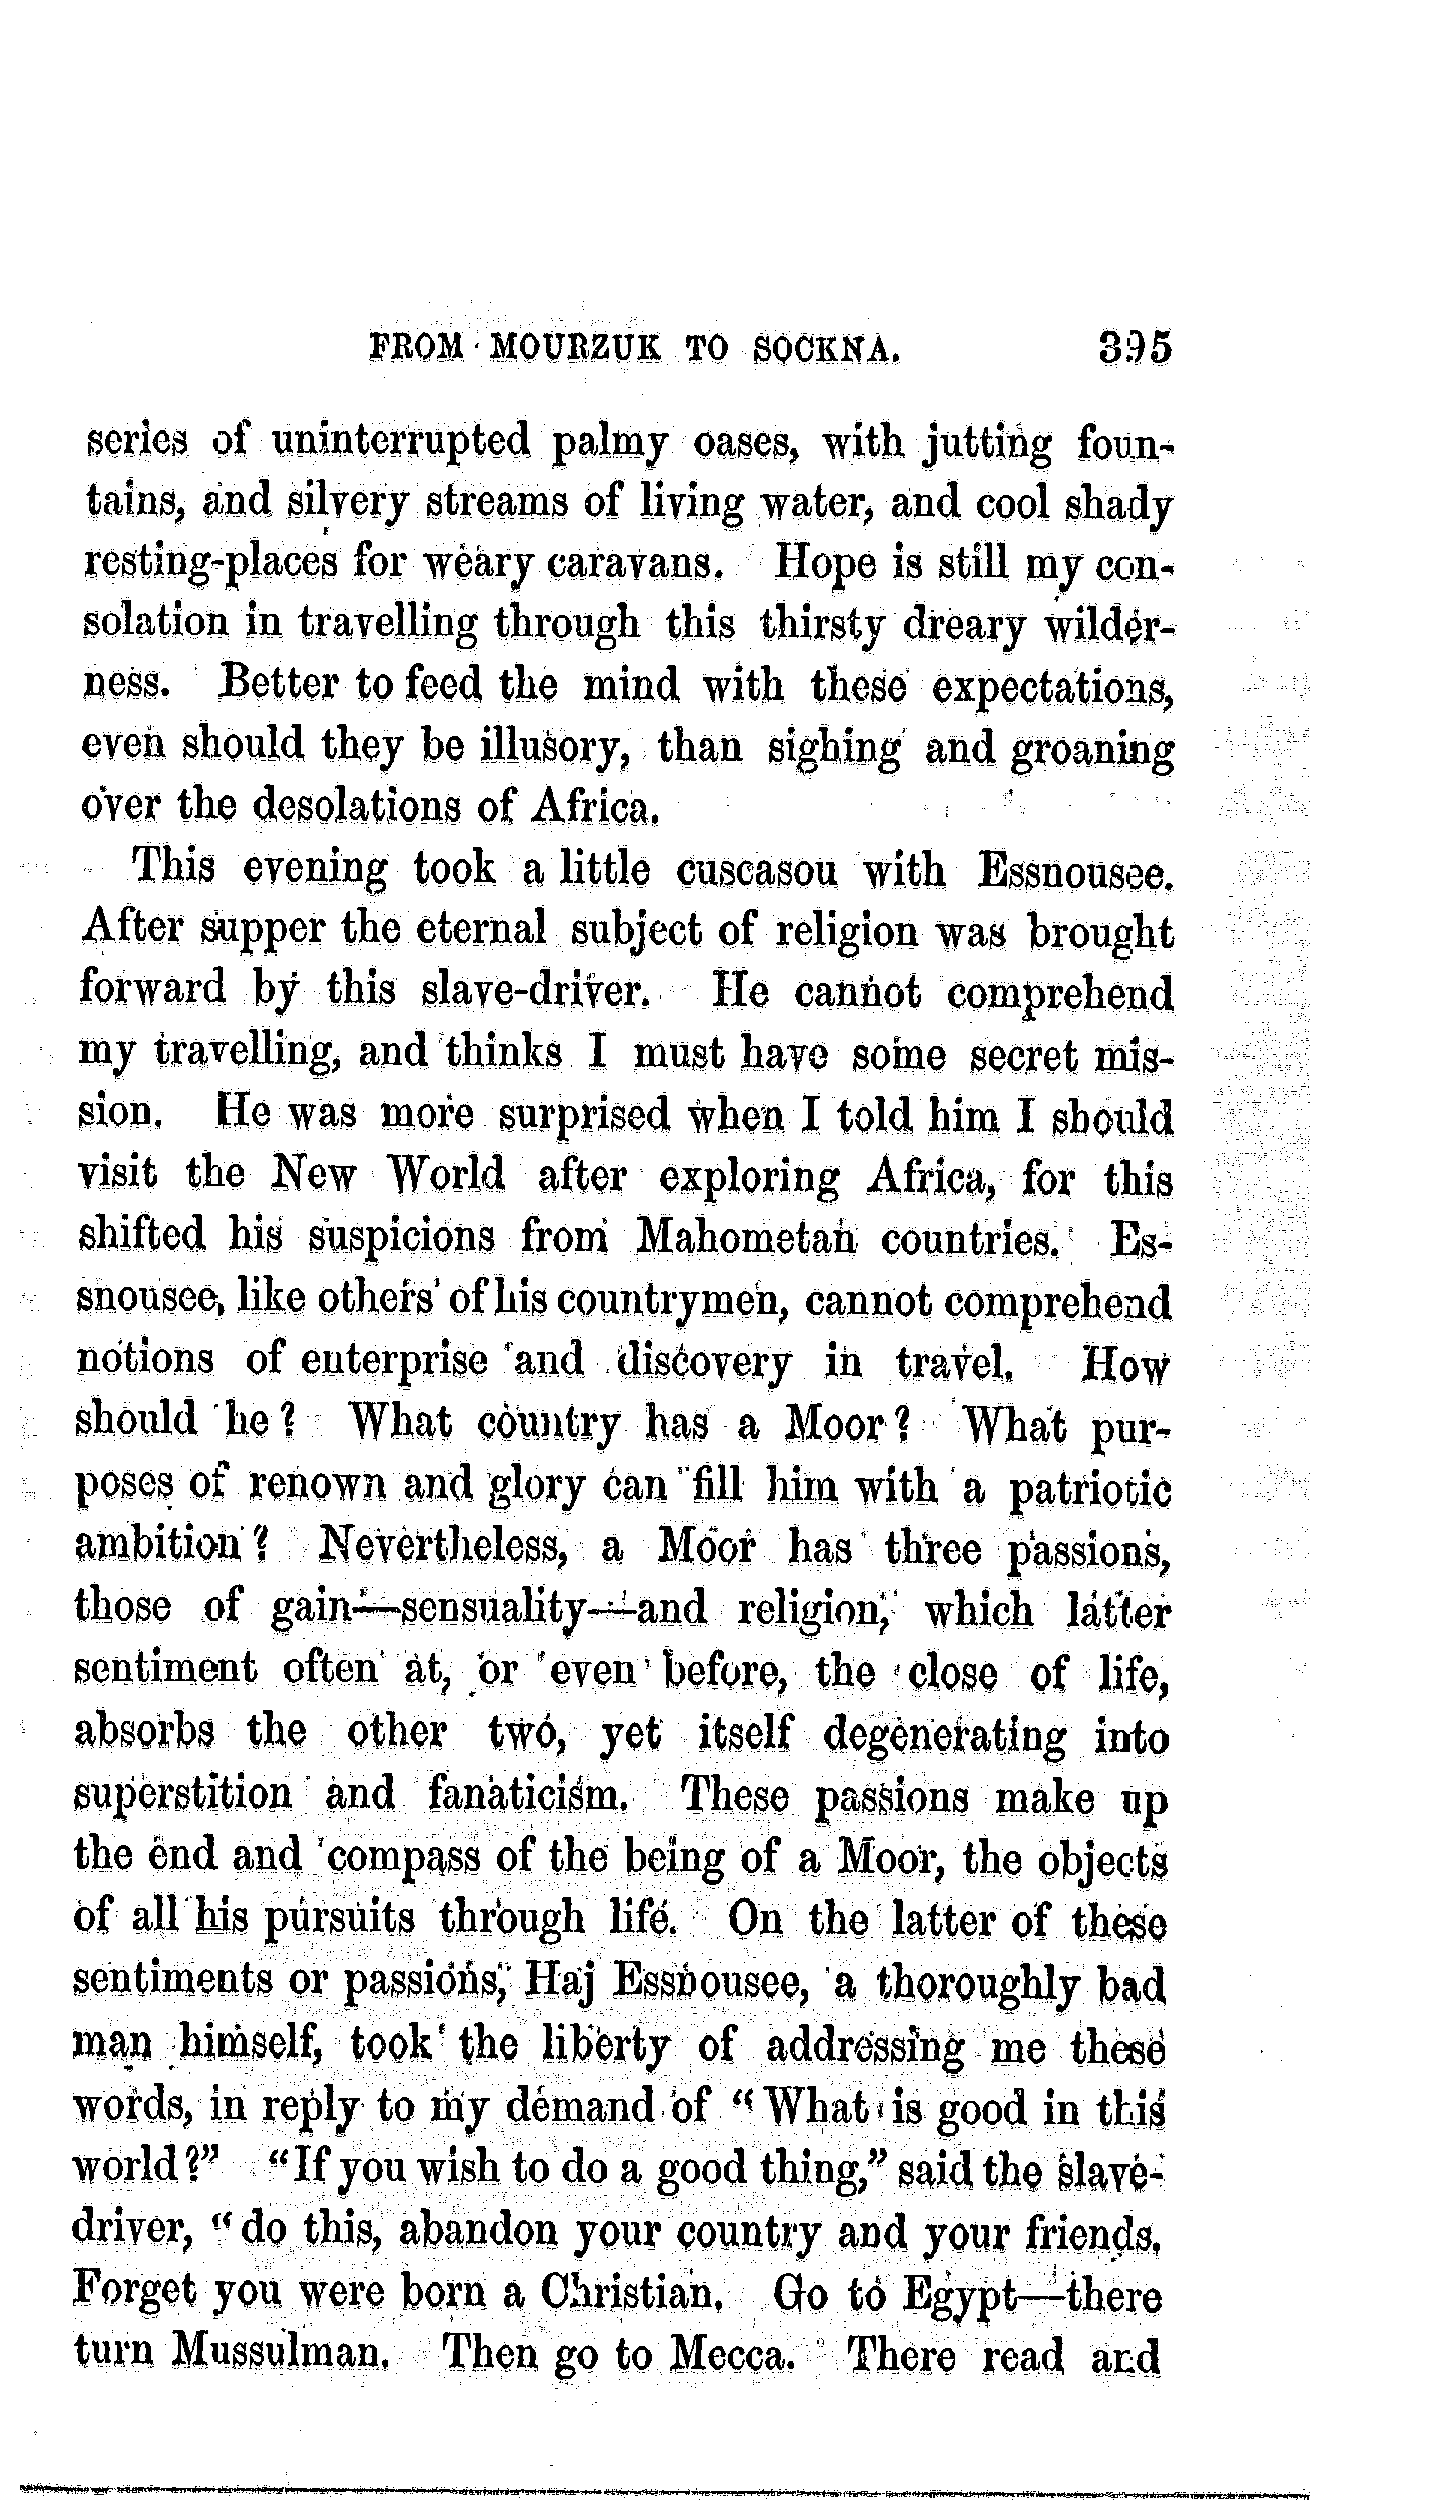 FROM MOURZUK TO SOCKNA. 395
series of uninterrupted palmy oases, with jutting foun-
tains, and silvery streams of living water, and cool shady
resting-places for weary caravans. Hope is still my con-
solation in travelling through this thirsty dreary wilder-
ness. Better to feed the mind with these expectations,
even should they be illusory, than sighing and groaning
over the desolations of Africa.
This evening took a little cuscasou with Essnousee.
After supper the eternal subject of religion was brought
forward by this slave-driver. He cannot comprehend
my travelling, and thinks I must have some secret mis-
sion. He was more surprised when I told him I should
visit the New World after exploring Africa, for this
shifted his suspicions from Mahometan countries. Es-
snousee, like others of his countrymen, cannot comprehend
notions of enterprise and discovery in travel. How
should he? What country has a Moor? What pur-
poses of renown and glory can fill him with a patriotic
ambition? Nevertheless, a Moor has three passions,
those of gain—sensuality—and religion, which latter
sentiment often at, or even before, the close of life,
absorbs the other two, yet itself degenerating into
superstition and fanaticism. These passions make up
the end and compass of the being of a Moor, the objects
of all his pursuits through life. On the latter of these
sentiments or passions, Haj Essnousee, a thoroughly bad
man himself, took the liberty of addressing me these
words, in reply to my demand of "What is good in this
world?" "If you wish to do a good thing," said the slave-
driver, "do this, abandon your country and your friends.
Forget you were born a Christian. Go to Egypt—there
turn Mussulman. Then go to Mecca. There read and